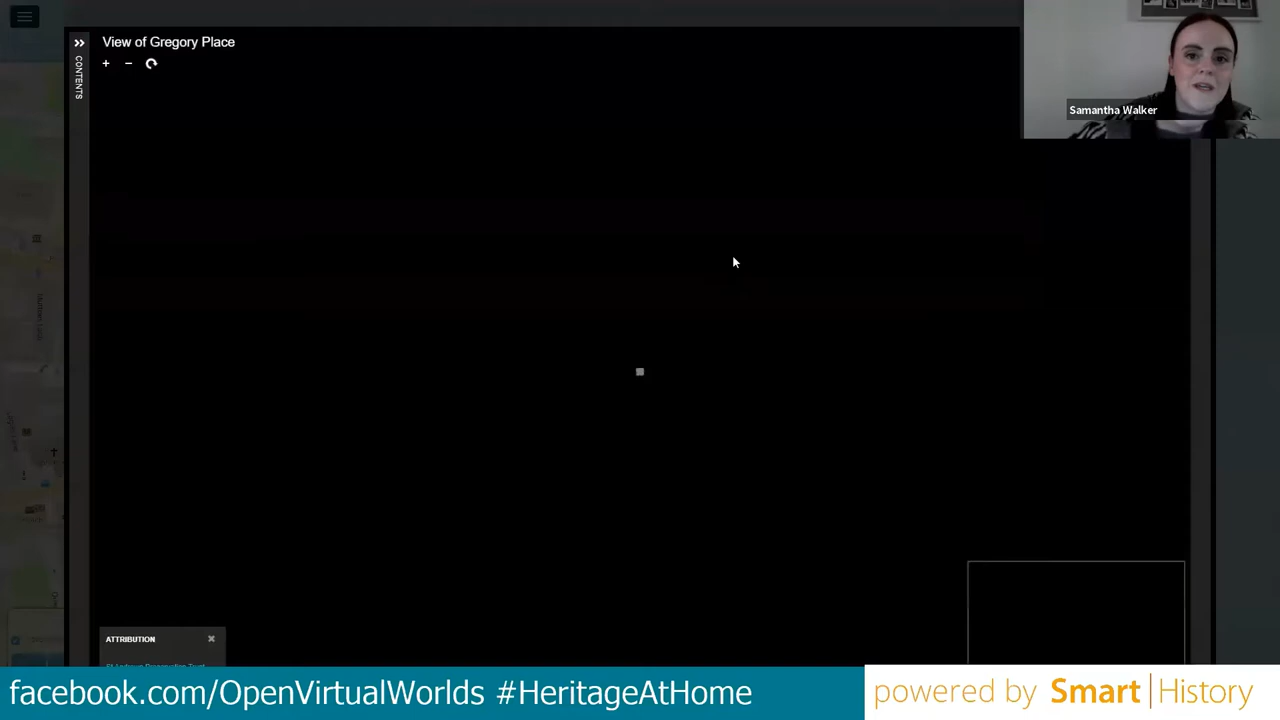 View of Gregory Place
+ −
CONTENTS
Samantha Walker
ATTRIBUTION
facebook.com/OpenVirtualWorlds #HeritageAtHome
powered by Smart|History